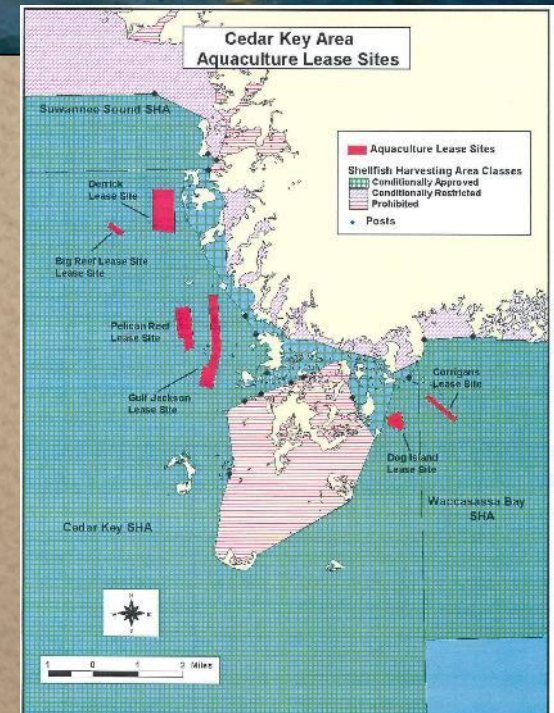 Cedar Key Area
Aquaculture Lease Sites
Suwannee Sound SHA
Aquaculture Lease Sites
Shellfish Harvesting Area Classes
Conditionally Approved
Conditionally Restricted
Prohibited
Posts
Derrick
Lease Site
Big Reef Lease Site
Lease Site
Pelican Reef
Lease Site
Gulf Jackson
Lease Site
Corrigans
Lease Site
Dog Island
Lease Site
Waccasassa Bay
SHA
Cedar Key SHA
N
W
E
S
1 0 1 2 Miles